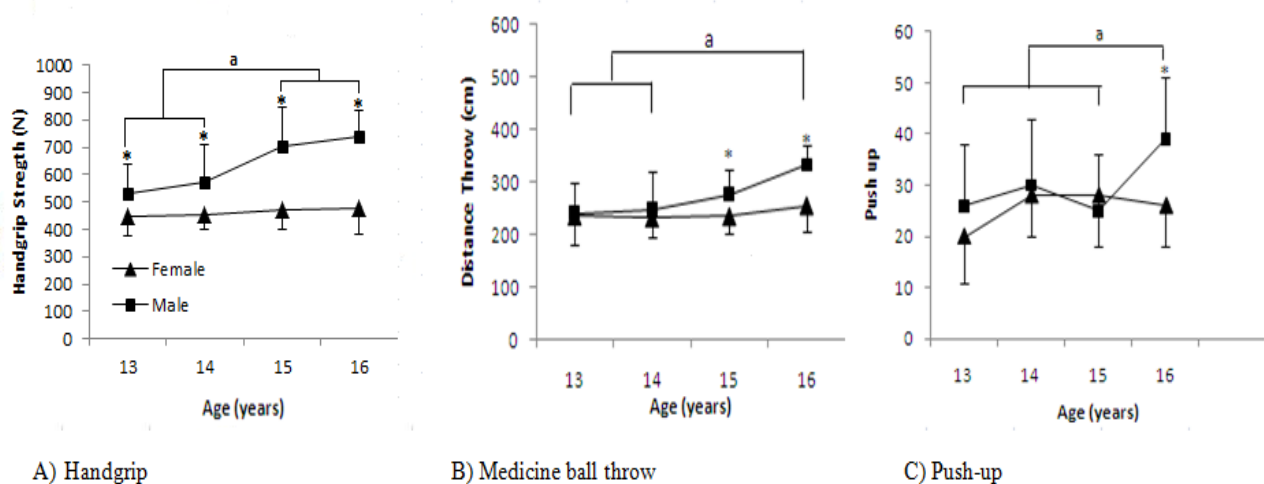 a
1000
900
800
700
600
500
400
300
200
100
0
* * * *
Handgrip Stregth (N)
Female
Male
13 14 15 16
Age (years)
A) Handgrip
a
600
500
400
300
200
100
0
* *
Distance Throw (cm)
13 14 15 16
Age (years)
B) Medicine ball throw
a
60
50
40
30
20
10
0
*
Push up
13 14 15 16
Age (years)
C) Push-up